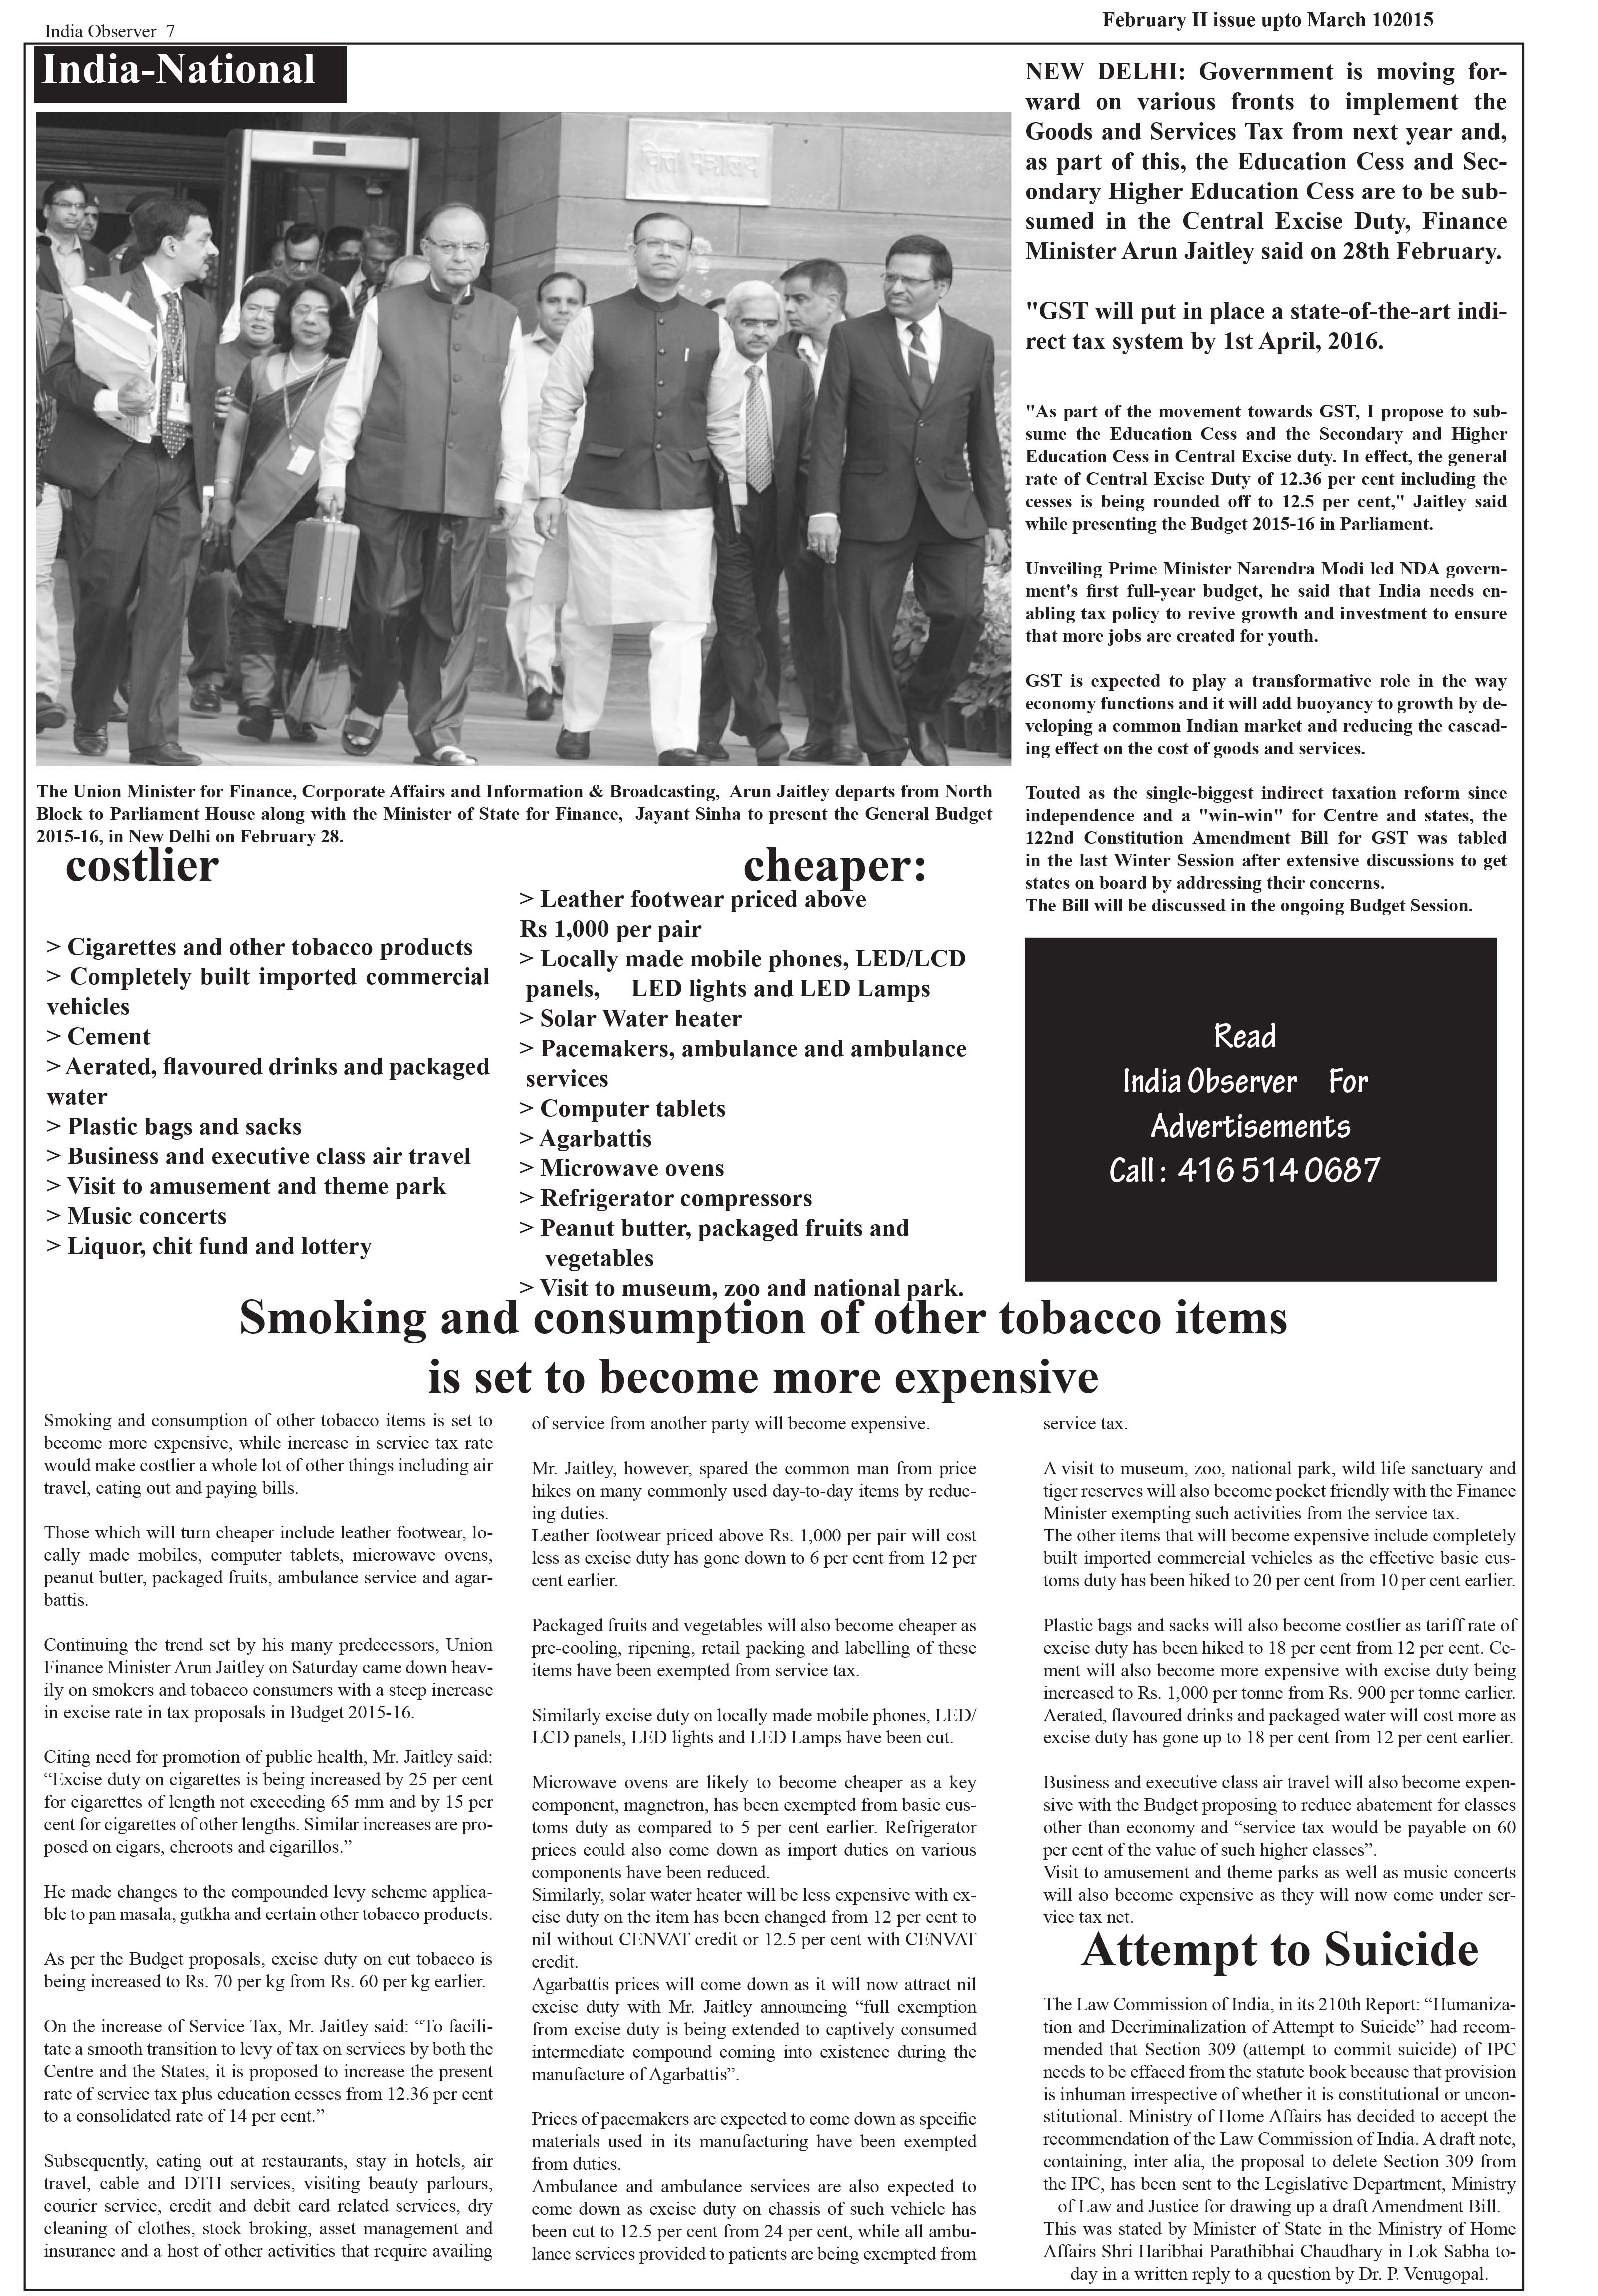 India Observer 7
February II issue upto March 102015
India-National
वित्त मंत्रालय
The Union Minister for Finance, Corporate Affairs and Information & Broadcasting, Arun Jaitley departs from North
Block to Parliament House along with the Minister of State for Finance, Jayant Sinha to present the General Budget
2015-16, in New Delhi on February 28.
NEW DELHI: Government is moving for-
ward on various fronts to implement the
Goods and Services Tax from next year and,
as part of this, the Education Cess and Sec-
ondary Higher Education Cess are to be sub-
sumed in the Central Excise Duty, Finance
Minister Arun Jaitley said on 28th February.
"GST will put in place a state-of-the-art indi-
rect tax system by 1st April, 2016.
"As part of the movement towards GST, I propose to sub-
sume the Education Cess and the Secondary and Higher
Education Cess in Central Excise duty. In effect, the general
rate of Central Excise Duty of 12.36 per cent including the
cesses is being rounded off to 12.5 per cent," Jaitley said
while presenting the Budget 2015-16 in Parliament.
Unveiling Prime Minister Narendra Modi led NDA govern-
ment's first full-year budget, he said that India needs en-
abling tax policy to revive growth and investment to ensure
that more jobs are created for youth.
GST is expected to play a transformative role in the way
economy functions and it will add buoyancy to growth by de-
veloping a common Indian market and reducing the cascad-
ing effect on the cost of goods and services.
Touted as the single-biggest indirect taxation reform since
independence and a "win-win" for Centre and states, the
122nd Constitution Amendment Bill for GST was tabled
in the last Winter Session after extensive discussions to get
states on board by addressing their concerns.
The Bill will be discussed in the ongoing Budget Session.
costlier
> Cigarettes and other tobacco products
> Completely built imported commercial
vehicles
> Cement
> Aerated, flavoured drinks and packaged
water
> Plastic bags and sacks
> Business and executive class air travel
> Visit to amusement and theme park
> Music concerts
> Liquor, chit fund and lottery
cheaper:
> Leather footwear priced above
Rs 1,000 per pair
> Locally made mobile phones, LED/LCD
panels, LED lights and LED Lamps
> Solar Water heater
> Pacemakers, ambulance and ambulance
services
> Computer tablets
> Agarbattis
> Microwave ovens
> Refrigerator compressors
> Peanut butter, packaged fruits and
vegetables
> Visit to museum, zoo and national park.
Read
India Observer For
Advertisements
Call : 416 514 0687
Smoking and consumption of other tobacco items
is set to become more expensive
Smoking and consumption of other tobacco items is set to
become more expensive, while increase in service tax rate
would make costlier a whole lot of other things including air
travel, eating out and paying bills.
Those which will turn cheaper include leather footwear, lo-
cally made mobiles, computer tablets, microwave ovens,
peanut butter, packaged fruits, ambulance service and agar-
battis.
Continuing the trend set by his many predecessors, Union
Finance Minister Arun Jaitley on Saturday came down heav-
ily on smokers and tobacco consumers with a steep increase
in excise rate in tax proposals in Budget 2015-16.
Citing need for promotion of public health, Mr. Jaitley said:
“Excise duty on cigarettes is being increased by 25 per cent
for cigarettes of length not exceeding 65 mm and by 15 per
cent for cigarettes of other lengths. Similar increases are pro-
posed on cigars, cheroots and cigarillos.”
He made changes to the compounded levy scheme applica-
ble to pan masala, gutkha and certain other tobacco products.
As per the Budget proposals, excise duty on cut tobacco is
being increased to Rs. 70 per kg from Rs. 60 per kg earlier.
On the increase of Service Tax, Mr. Jaitley said: “To facili-
tate a smooth transition to levy of tax on services by both the
Centre and the States, it is proposed to increase the present
rate of service tax plus education cesses from 12.36 per cent
to a consolidated rate of 14 per cent.”
Subsequently, eating out at restaurants, stay in hotels, air
travel, cable and DTH services, visiting beauty parlours,
courier service, credit and debit card related services, dry
cleaning of clothes, stock broking, asset management and
insurance and a host of other activities that require availing
of service from another party will become expensive.
Mr. Jaitley, however, spared the common man from price
hikes on many commonly used day-to-day items by reduc-
ing duties.
Leather footwear priced above Rs. 1,000 per pair will cost
less as excise duty has gone down to 6 per cent from 12 per
cent earlier.
Packaged fruits and vegetables will also become cheaper as
pre-cooling, ripening, retail packing and labelling of these
items have been exempted from service tax.
Similarly excise duty on locally made mobile phones, LED/
LCD panels, LED lights and LED Lamps have been cut.
Microwave ovens are likely to become cheaper as a key
component, magnetron, has been exempted from basic cus-
toms duty as compared to 5 per cent earlier. Refrigerator
prices could also come down as import duties on various
components have been reduced.
Similarly, solar water heater will be less expensive with ex-
cise duty on the item has been changed from 12 per cent to
nil without CENVAT credit or 12.5 per cent with CENVAT
credit.
Agarbattis prices will come down as it will now attract nil
excise duty with Mr. Jaitley announcing “full exemption
from excise duty is being extended to captively consumed
intermediate compound coming into existence during the
manufacture of Agarbattis”.
Prices of pacemakers are expected to come down as specific
materials used in its manufacturing have been exempted
from duties.
Ambulance and ambulance services are also expected to
come down as excise duty on chassis of such vehicle has
been cut to 12.5 per cent from 24 per cent, while all ambu-
lance services provided to patients are being exempted from
service tax.
A visit to museum, zoo, national park, wild life sanctuary and
tiger reserves will also become pocket friendly with the Finance
Minister exempting such activities from the service tax.
The other items that will become expensive include completely
built imported commercial vehicles as the effective basic cus-
toms duty has been hiked to 20 per cent from 10 per cent earlier.
Plastic bags and sacks will also become costlier as tariff rate of
excise duty has been hiked to 18 per cent from 12 per cent. Ce-
ment will also become more expensive with excise duty being
increased to Rs. 1,000 per tonne from Rs. 900 per tonne earlier.
Aerated, flavoured drinks and packaged water will cost more as
excise duty has gone up to 18 per cent from 12 per cent earlier.
Business and executive class air travel will also become expen-
sive with the Budget proposing to reduce abatement for classes
other than economy and “service tax would be payable on 60
per cent of the value of such higher classes”.
Visit to amusement and theme parks as well as music concerts
will also become expensive as they will now come under ser-
vice tax net.
Attempt to Suicide
The Law Commission of India, in its 210th Report: “Humaniza-
tion and Decriminalization of Attempt to Suicide” had recom-
mended that Section 309 (attempt to commit suicide) of IPC
needs to be effaced from the statute book because that provision
is inhuman irrespective of whether it is constitutional or uncon-
stitutional. Ministry of Home Affairs has decided to accept the
recommendation of the Law Commission of India. A draft note,
containing, inter alia, the proposal to delete Section 309 from
the IPC, has been sent to the Legislative Department, Ministry
of Law and Justice for drawing up a draft Amendment Bill.
This was stated by Minister of State in the Ministry of Home
Affairs Shri Haribhai Parathibhai Chaudhary in Lok Sabha to-
day in a written reply to a question by Dr. P. Venugopal.